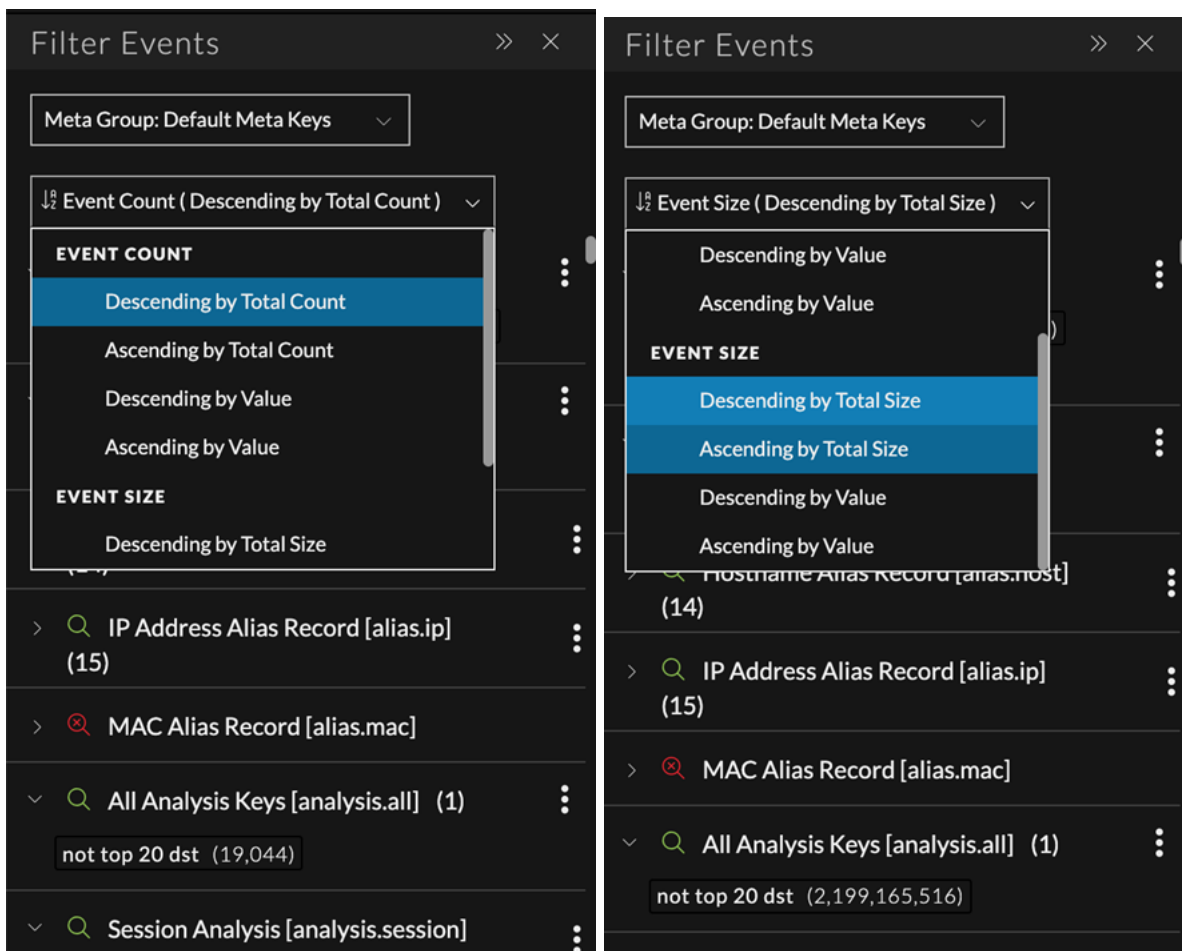 Filter Events
Meta Group: Default Meta Keys
Event Count ( Descending by Total Count )
EVENT COUNT
Descending by Total Count
Ascending by Total Count
Descending by Value
Ascending by Value
EVENT SIZE
Descending by Total Size
IP Address Alias Record [alias.ip]
(15)
MAC Alias Record [alias.mac]
All Analysis Keys [analysis.all] (1)
not top 20 dst (19,044)
Session Analysis [analysis.session]
Filter Events
Meta Group: Default Meta Keys
Event Size ( Descending by Total Size )
Descending by Value
Ascending by Value
EVENT SIZE
Descending by Total Size
Ascending by Total Size
Descending by Value
Ascending by Value
Hostname Alias Record [alias.host]
(14)
IP Address Alias Record [alias.ip]
(15)
MAC Alias Record [alias.mac]
All Analysis Keys [analysis.all] (1)
not top 20 dst (2,199,165,516)